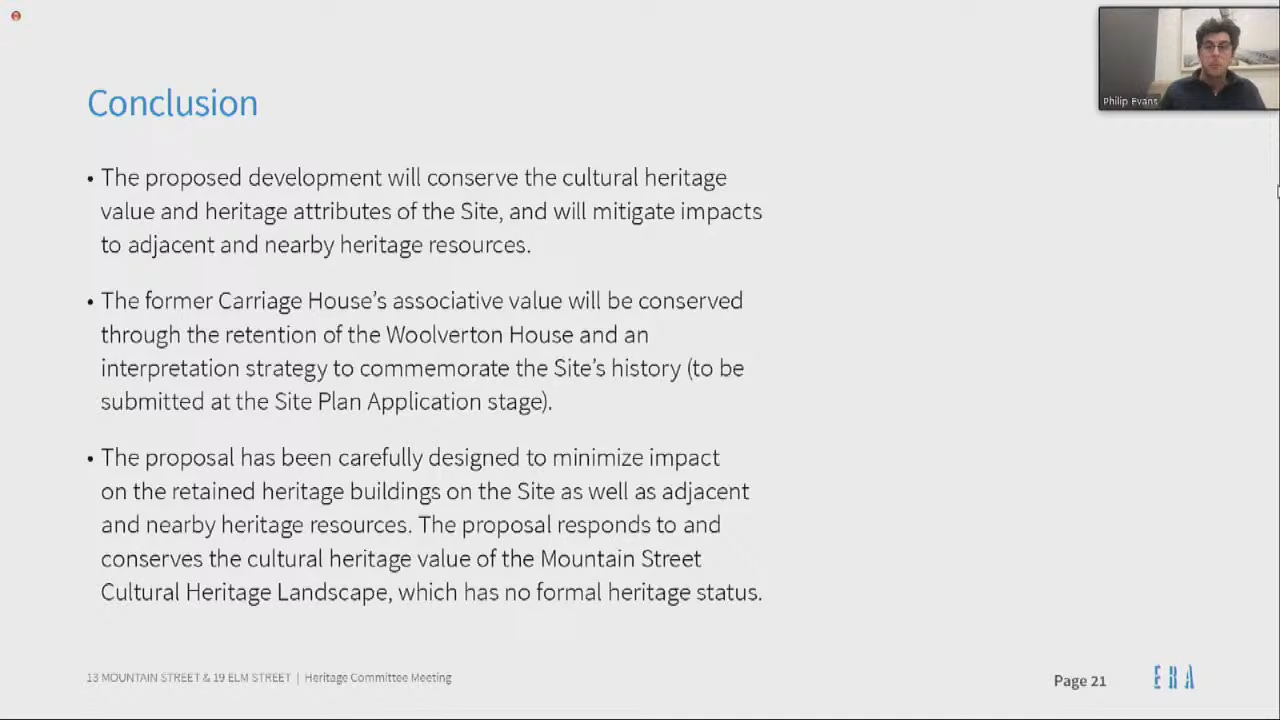 Philip Evans
Conclusion
• The proposed development will conserve the cultural heritage
value and heritage attributes of the Site, and will mitigate impacts
to adjacent and nearby heritage resources.
• The former Carriage House’s associative value will be conserved
through the retention of the Woolverton House and an
interpretation strategy to commemorate the Site’s history (to be
submitted at the Site Plan Application stage).
• The proposal has been carefully designed to minimize impact
on the retained heritage buildings on the Site as well as adjacent
and nearby heritage resources. The proposal responds to and
conserves the cultural heritage value of the Mountain Street
Cultural Heritage Landscape, which has no formal heritage status.
13 MOUNTAIN STREET & 19 ELM STREET | Heritage Committee Meeting
Page 21
ERA